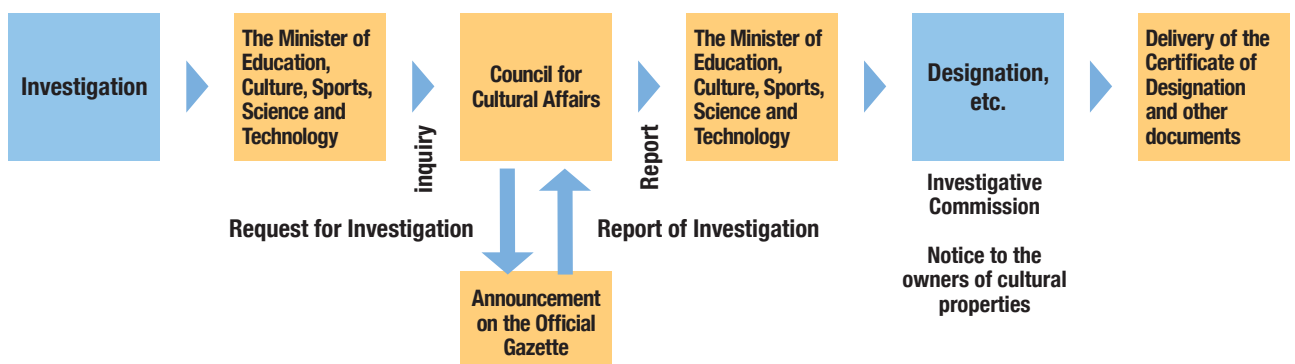 Investigation
The Minister of
Education,
Culture, Sports,
Science and
Technology
inquiry
Council for
Cultural Affairs
Report
The Minister of
Education,
Culture, Sports,
Science and
Technology
Designation,
etc.
Delivery of the
Certificate of
Designation
and other
documents
Request for Investigation
Report of Investigation
Announcement
on the Official
Gazette
Investigative
Commission
Notice to the
owners of cultural
properties